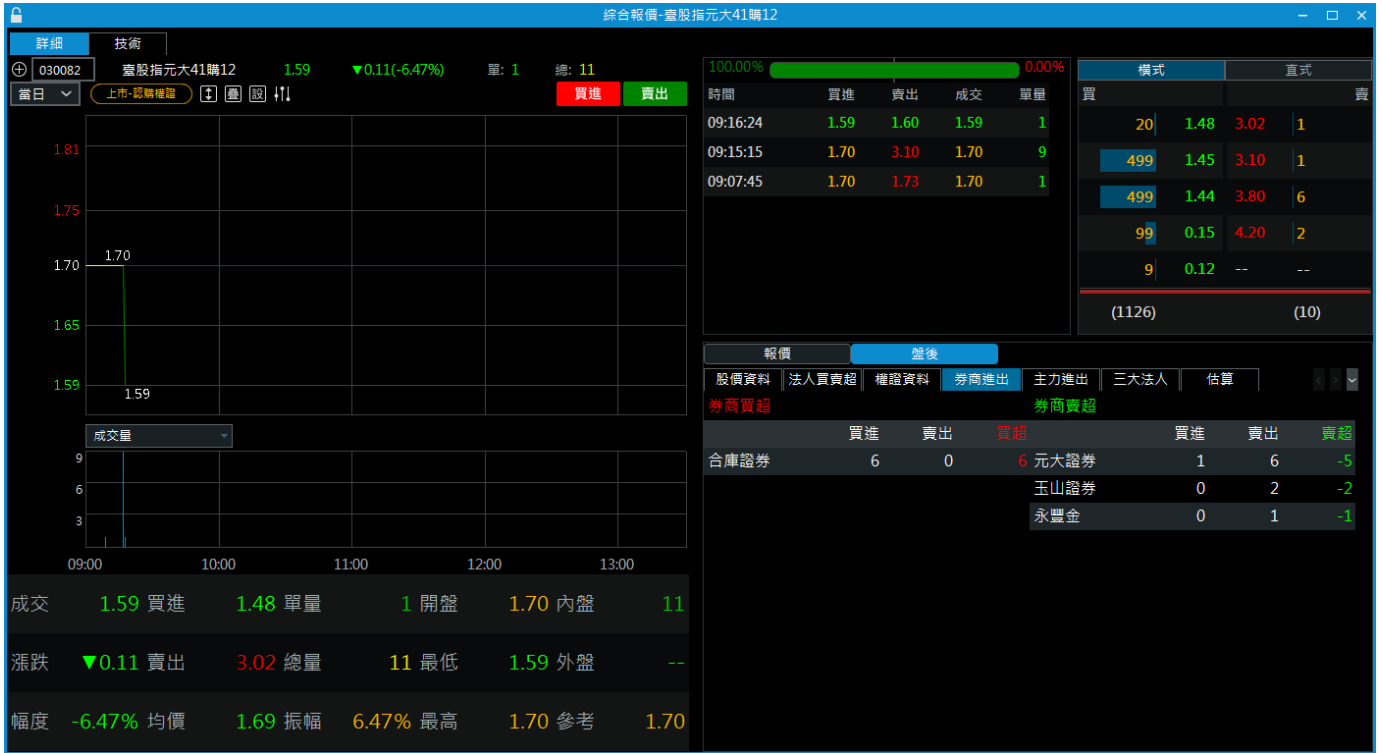 綜合報價-臺股指元大41購12
詳細 技術
030082 臺股指元大41購12 1.59 ▼0.11(-6.47%) 單: 1 總: 11
當日 上市-認購權證 疊 設 買進 賣出
1.81
1.75
1.70 1.70
1.65
1.59 1.59
成交量
9
6
3
09:00 10:00 11:00 12:00 13:00
成交 1.59 買進 1.48 單量 1 開盤 1.70 內盤 11
漲跌 ▼0.11 賣出 3.02 總量 11 最低 1.59 外盤 --
幅度 -6.47% 均價 1.69 振幅 6.47% 最高 1.70 參考 1.70
100.00% 0.00%
時間 買進 賣出 成交 單量
09:16:24 1.59 1.60 1.59 1
09:15:15 1.70 3.10 1.70 9
09:07:45 1.70 1.73 1.70 1
橫式 直式
買 賣
20 1.48 3.02 1
499 1.45 3.10 1
499 1.44 3.80 6
99 0.15 4.20 2
9 0.12 -- --
(1126) (10)
報價 盤後
股價資料 法人買賣超 權證資料 券商進出 主力進出 三大法人 估算
券商買超 券商賣超
買進 賣出 買超 買進 賣出 賣超
合庫證券 6 0 6 元大證券 1 6 -5
玉山證券 0 2 -2
永豐金 0 1 -1